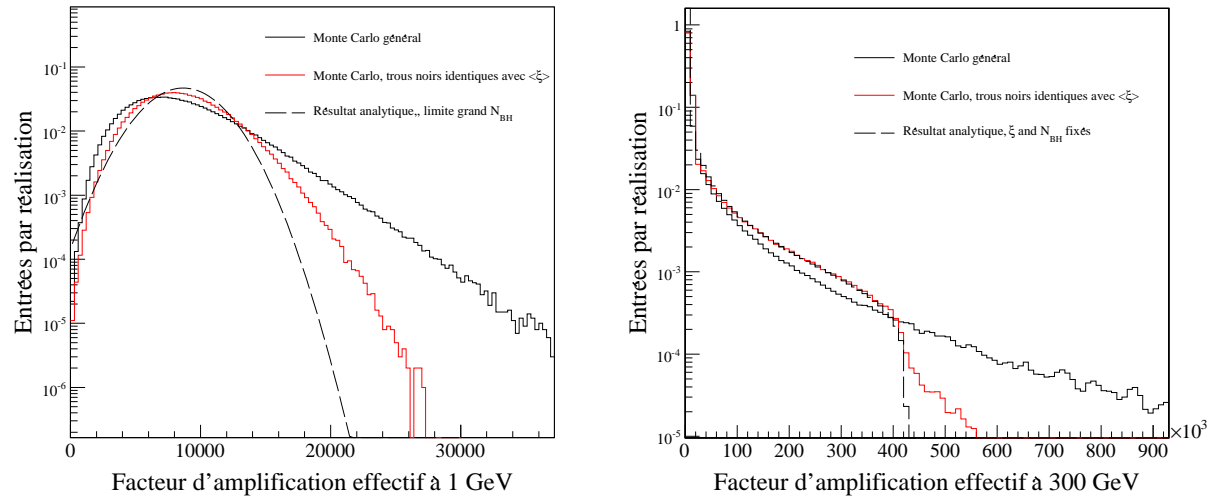 Monte Carlo général
Monte Carlo, trous noirs identiques avec <ξ>
Résultat analytique,, limite grand N_BH
Entrées par réalisation
10^-1
10^-2
10^-3
10^-4
10^-5
10^-6
0 10000 20000 30000
Facteur d'amplification effectif à 1 GeV
Monte Carlo general
Monte Carlo, trous noirs identiques avec <ξ>
Résultat analytique, ξ and N_BH fixés
Entrées par réalisation
1
10^-1
10^-2
10^-3
10^-4
10^-5
0 100 200 300 400 500 600 700 800 900
×10^3
Facteur d'amplification effectif à 300 GeV